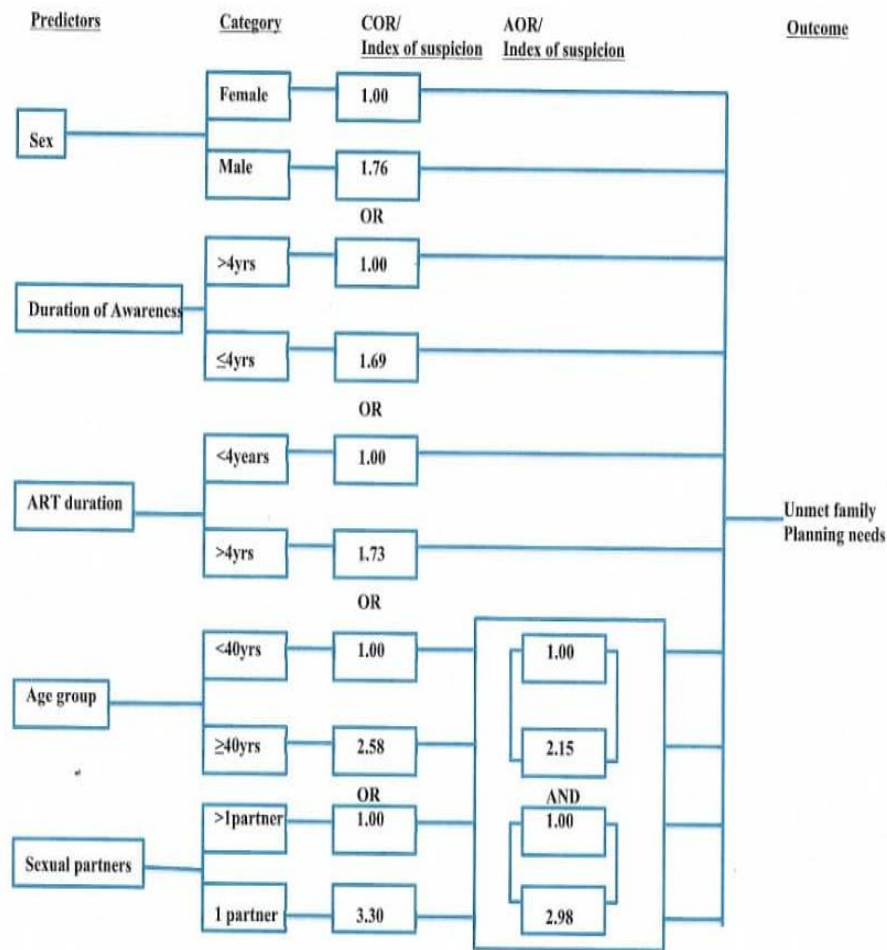 Predictors Category COR/ AOR/ Outcome
Index of suspicion Index of suspicion
Female 1.00
Sex
Male 1.76
OR
>4yrs 1.00
Duration of Awareness
≤4yrs 1.69
OR
<4years 1.00
ART duration
>4yrs 1.73
Unmet family
Planning needs
OR
<40yrs 1.00 1.00
Age group
≥40yrs 2.58 2.15
OR AND
>1partner 1.00 1.00
Sexual partners
1 partner 3.30 2.98